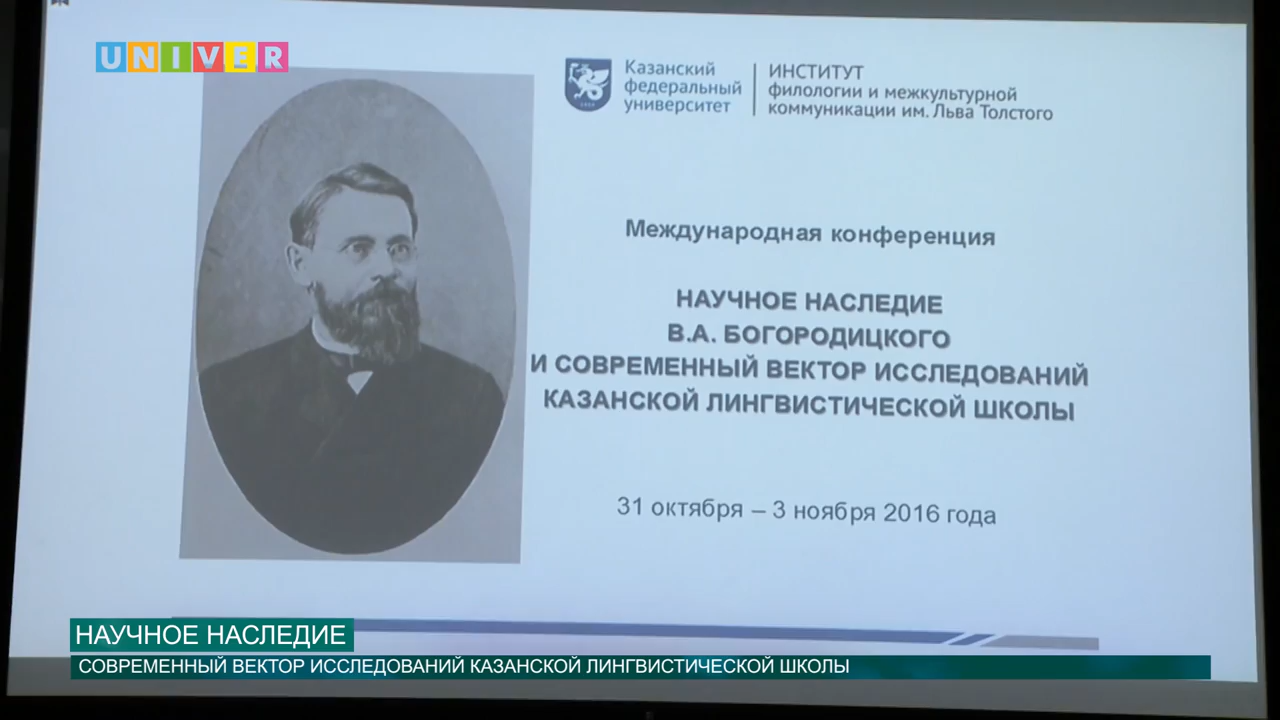 UNIVER
Казанский
федеральный
университет
ИНСТИТУТ
филологии и межкультурной
коммуникации им. Льва Толстого
Международная конференция
НАУЧНОЕ НАСЛЕДИЕ
В.А. БОГОРОДИЦКОГО
И СОВРЕМЕННЫЙ ВЕКТОР ИССЛЕДОВАНИЙ
КАЗАНСКОЙ ЛИНГВИСТИЧЕСКОЙ ШКОЛЫ
31 октября – 3 ноября 2016 года
НАУЧНОЕ НАСЛЕДИЕ
СОВРЕМЕННЫЙ ВЕКТОР ИССЛЕДОВАНИЙ КАЗАНСКОЙ ЛИНГВИСТИЧЕСКОЙ ШКОЛЫ